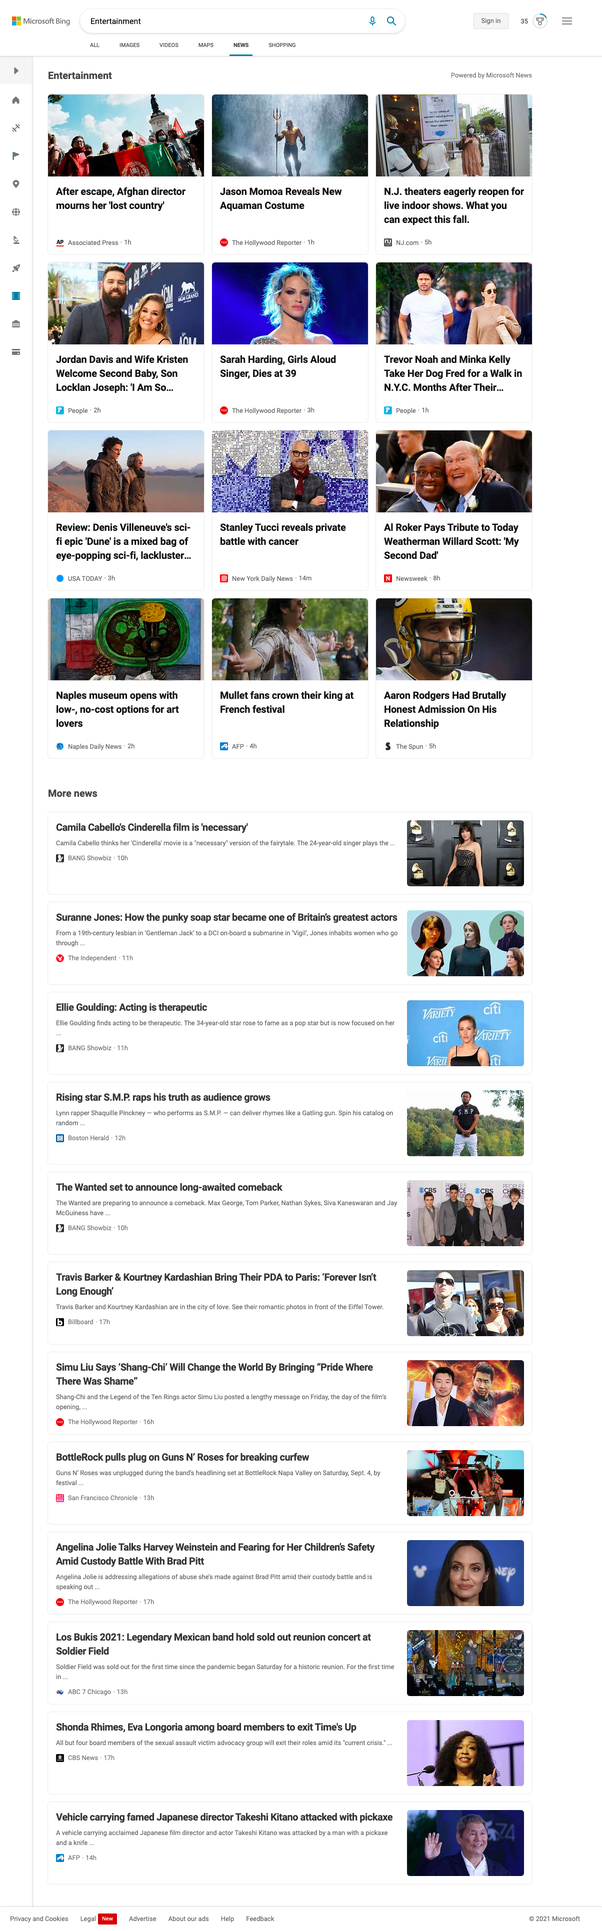 Microsoft Bing
Entertainment
Sign in
35
ALL
IMAGES
VIDEOS
MAPS
NEWS
SHOPPING
Entertainment
Powered by Microsoft News
After escape, Afghan director
mourns her 'lost country'
AP Associated Press · 1h
Jason Momoa Reveals New
Aquaman Costume
The Hollywood Reporter · 1h
N.J. theaters eagerly reopen for
live indoor shows. What you
can expect this fall.
NJ.com · 5h
Jordan Davis and Wife Kristen
Welcome Second Baby, Son
Locklan Joseph: 'I Am So...
People · 2h
Sarah Harding, Girls Aloud
Singer, Dies at 39
The Hollywood Reporter · 3h
Trevor Noah and Minka Kelly
Take Her Dog Fred for a Walk in
N.Y.C. Months After Their...
People · 1h
Review: Denis Villeneuve's sci-
fi epic 'Dune' is a mixed bag of
eye-popping sci-fi, lackluster...
USA TODAY · 3h
Stanley Tucci reveals private
battle with cancer
New York Daily News · 14m
Al Roker Pays Tribute to Today
Weatherman Willard Scott: 'My
Second Dad'
Newsweek · 8h
Naples museum opens with
low-, no-cost options for art
lovers
Naples Daily News · 2h
Mullet fans crown their king at
French festival
AFP · 4h
Aaron Rodgers Had Brutally
Honest Admission On His
Relationship
The Spun · 5h
More news
Camila Cabello's Cinderella film is 'necessary'
Camila Cabello thinks her 'Cinderella' movie is a "necessary" version of the fairytale. The 24-year-old singer plays the ...
BANG Showbiz · 10h
Suranne Jones: How the punky soap star became one of Britain's greatest actors
From a 19th-century lesbian in 'Gentleman Jack' to a DCI on-board a submarine in 'Vigil', Jones inhabits women who go
through ...
The Independent · 11h
Ellie Goulding: Acting is therapeutic
Ellie Goulding finds acting to be therapeutic. The 34-year-old star rose to fame as a pop star but is now focused on her
...
BANG Showbiz · 11h
VARIETY
citi
Rising star S.M.P. raps his truth as audience grows
Lynn rapper Shaquille Pinckney — who performs as S.M.P. — can deliver rhymes like a Gatling gun. Spin his catalog on
random ...
Boston Herald · 12h
S.M.P
The Wanted set to announce long-awaited comeback
The Wanted are preparing to announce a comeback. Max George, Tom Parker, Nathan Sykes, Siva Kaneswaran and Jay
McGuiness have ...
BANG Showbiz · 10h
CBS
Travis Barker & Kourtney Kardashian Bring Their PDA to Paris: 'Forever Isn't
Long Enough'
Travis Barker and Kourtney Kardashian are in the city of love. See their romantic photos in front of the Eiffel Tower.
Billboard · 17h
Simu Liu Says 'Shang-Chi' Will Change the World By Bringing "Pride Where
There Was Shame"
Shang-Chi and the Legend of the Ten Rings actor Simu Liu posted a lengthy message on Friday, the day of the film's
opening, ...
The Hollywood Reporter · 16h
BottleRock pulls plug on Guns N' Roses for breaking curfew
Guns N' Roses was unplugged during the band's headlining set at BottleRock Napa Valley on Saturday, Sept. 4, by
festival ...
San Francisco Chronicle · 13h
Angelina Jolie Talks Harvey Weinstein and Fearing for Her Children's Safety
Amid Custody Battle With Brad Pitt
Angelina Jolie is addressing allegations of abuse she's made against Brad Pitt amid their custody battle and is
speaking out ...
The Hollywood Reporter · 17h
Los Bukis 2021: Legendary Mexican band hold sold out reunion concert at
Soldier Field
Soldier Field was sold out for the first time since the pandemic began Saturday for a historic reunion. For the first time
in ...
ABC 7 Chicago · 13h
Shonda Rhimes, Eva Longoria among board members to exit Time's Up
All but four board members of the sexual assault victim advocacy group will exit their roles amid its "current crisis." ...
CBS News · 17h
Vehicle carrying famed Japanese director Takeshi Kitano attacked with pickaxe
A vehicle carrying acclaimed Japanese film director and actor Takeshi Kitano was attacked by a man with a pickaxe
and a knife ...
AFP · 14h
Privacy and Cookies
Legal
New
Advertise
About our ads
Help
Feedback
© 2021 Microsoft